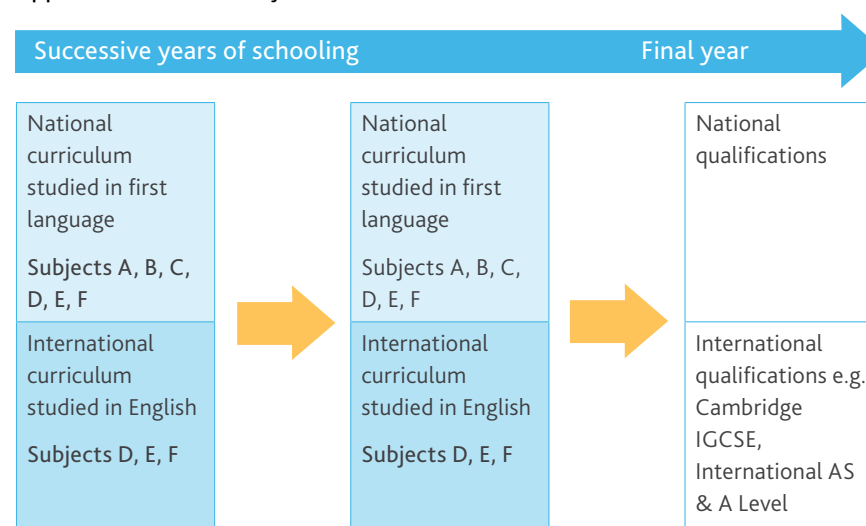 Successive years of schooling
Final year
National
curriculum
studied in first
language
Subjects A, B, C,
D, E, F
International
curriculum
studied in English
Subjects D, E, F
National
curriculum
studied in first
language
Subjects A, B, C,
D, E, F
International
curriculum
studied in English
Subjects D, E, F
National
qualifications
International
qualifications e.g.
Cambridge
IGCSE,
International AS
& A Level